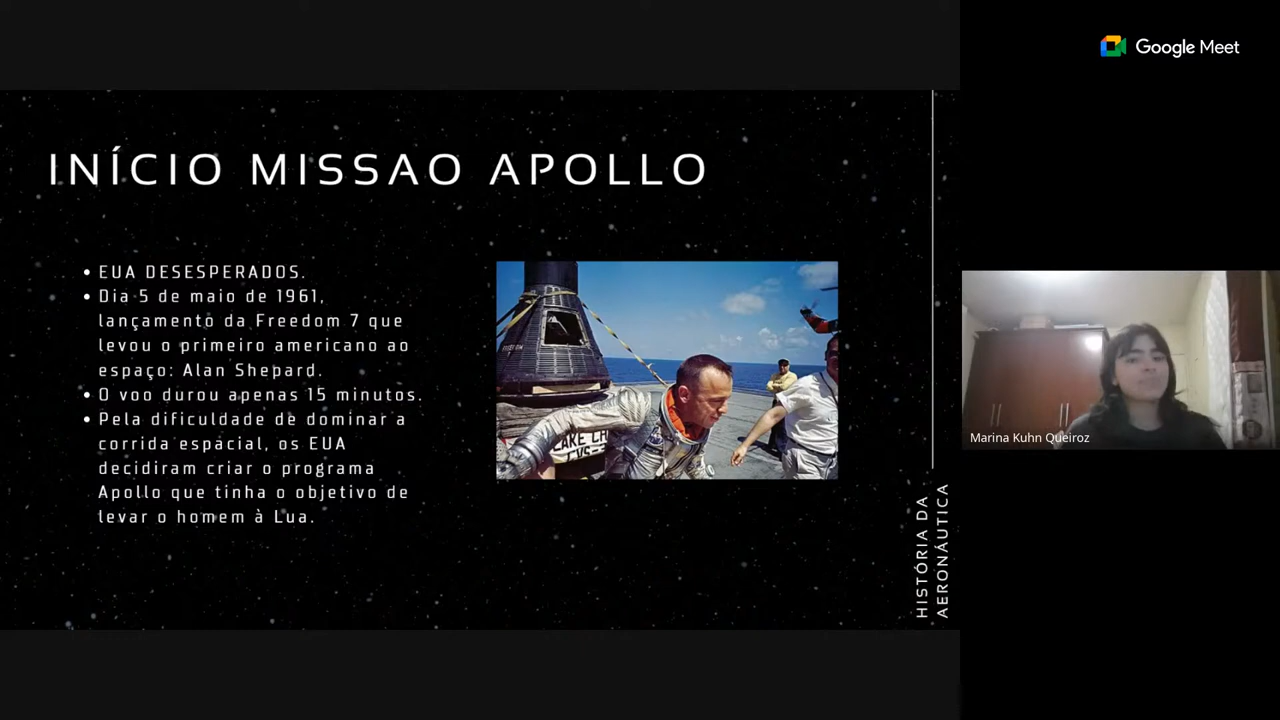 Google Meet
INÍCIO MISSAO APOLLO
• EUA DESESPERADOS.
• Dia 5 de maio de 1961,
lançamento da Freedom 7 que
levou o primeiro americano ao
espaço: Alan Shepard.
• O voo durou apenas 15 minutos.
• Pela dificuldade de dominar a
corrida espacial, os EUA
decidiram criar o programa
Apollo que tinha o objetivo de
levar o homem à Lua.
HISTÓRIA DA
AERONÁUTICA
Marina Kuhn Queiroz